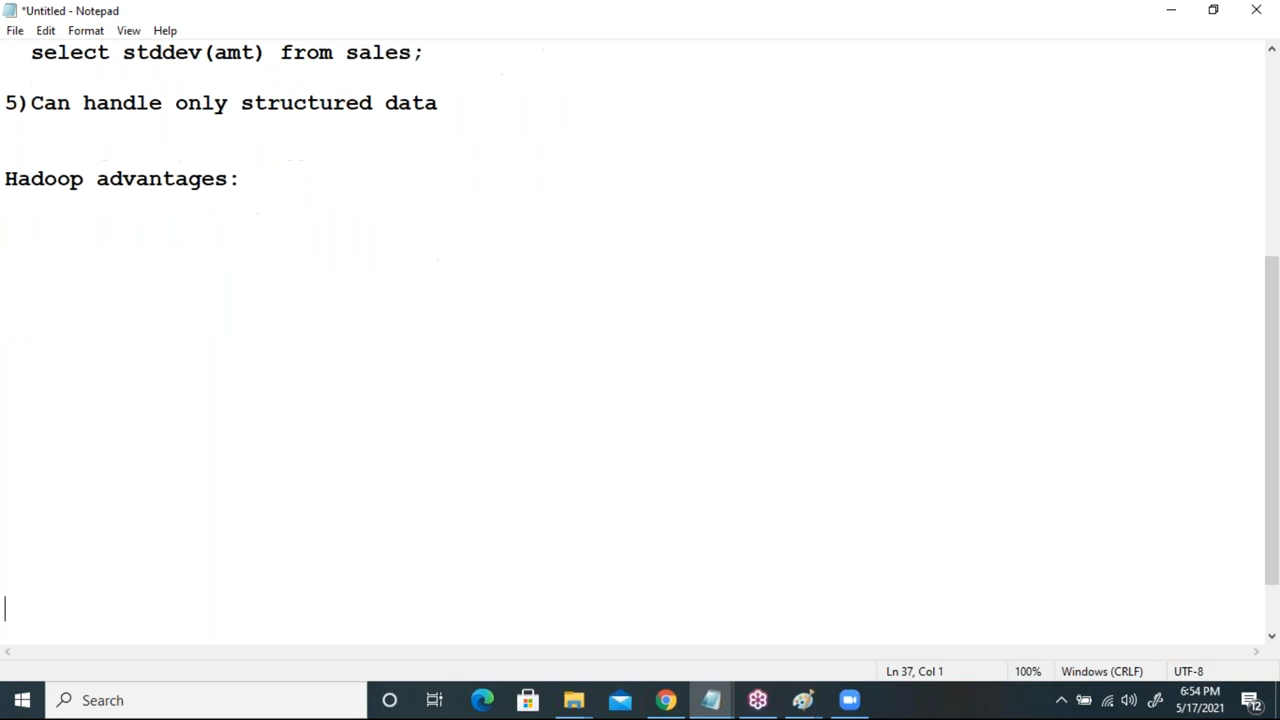 *Untitled - Notepad
File Edit Format View Help
select stddev(amt) from sales;
5)Can handle only structured data
Hadoop advantages:
Ln 37, Col 1 100% Windows (CRLF) UTF-8
Search
6:54 PM
5/17/2021
12